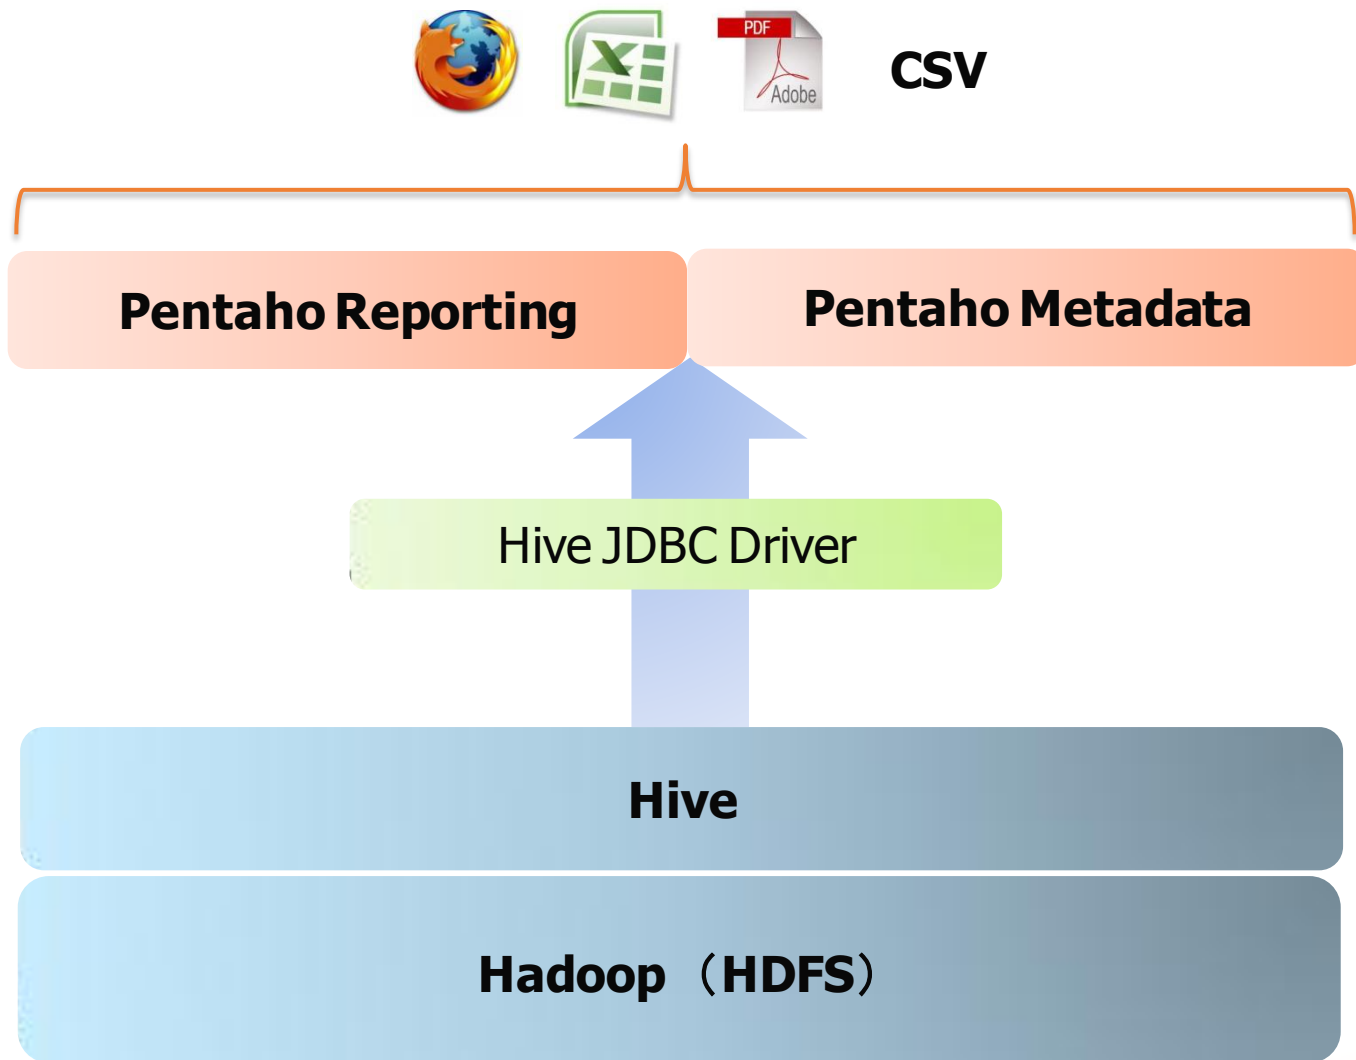 PDF
Adobe
CSV
Pentaho Reporting
Pentaho Metadata
Hive JDBC Driver
Hive
Hadoop（HDFS）